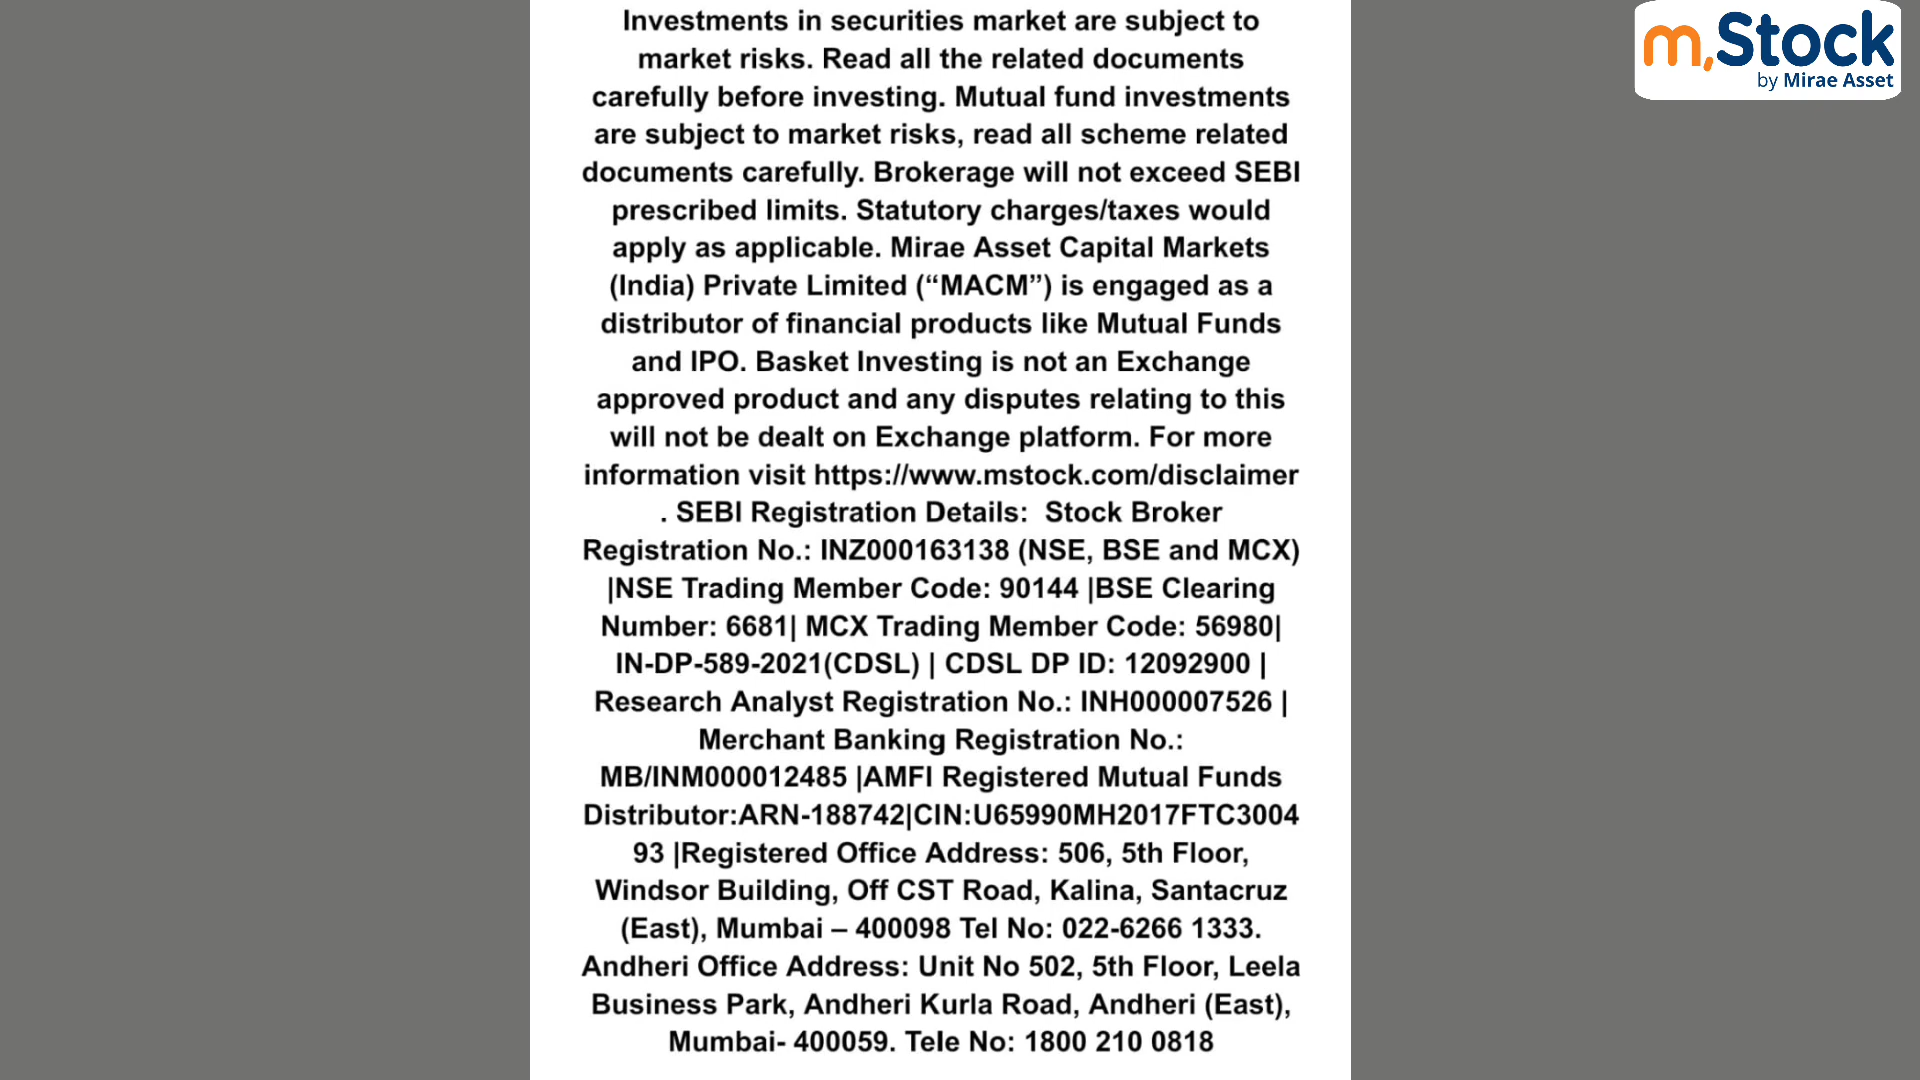 Investments in securities market are subject to
market risks. Read all the related documents
carefully before investing. Mutual fund investments
are subject to market risks, read all scheme related
documents carefully. Brokerage will not exceed SEBI
prescribed limits. Statutory charges/taxes would
apply as applicable. Mirae Asset Capital Markets
(India) Private Limited (“MACM”) is engaged as a
distributor of financial products like Mutual Funds
and IPO. Basket Investing is not an Exchange
approved product and any disputes relating to this
will not be dealt on Exchange platform. For more
information visit https://www.mstock.com/disclaimer
. SEBI Registration Details:  Stock Broker
Registration No.: INZ000163138 (NSE, BSE and MCX)
|NSE Trading Member Code: 90144 |BSE Clearing
Number: 6681| MCX Trading Member Code: 56980|
IN-DP-589-2021(CDSL) | CDSL DP ID: 12092900 |
Research Analyst Registration No.: INH000007526 |
Merchant Banking Registration No.:
MB/INM000012485 |AMFI Registered Mutual Funds
Distributor:ARN-188742|CIN:U65990MH2017FTC3004
93 |Registered Office Address: 506, 5th Floor,
Windsor Building, Off CST Road, Kalina, Santacruz
(East), Mumbai – 400098 Tel No: 022-6266 1333.
Andheri Office Address: Unit No 502, 5th Floor, Leela
Business Park, Andheri Kurla Road, Andheri (East),
Mumbai- 400059. Tele No: 1800 210 0818
m.Stock
by Mirae Asset